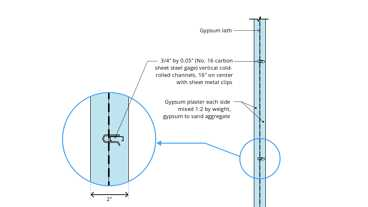 Gypsum lath
3/4" by 0.05" (No. 16 carbon
sheet steel gage) vertical cold-
rolled channels, 16" on center
with sheet metal clips
Gypsum plaster each side
mixed 1:2 by weight,
gypsum to sand aggregate
2"